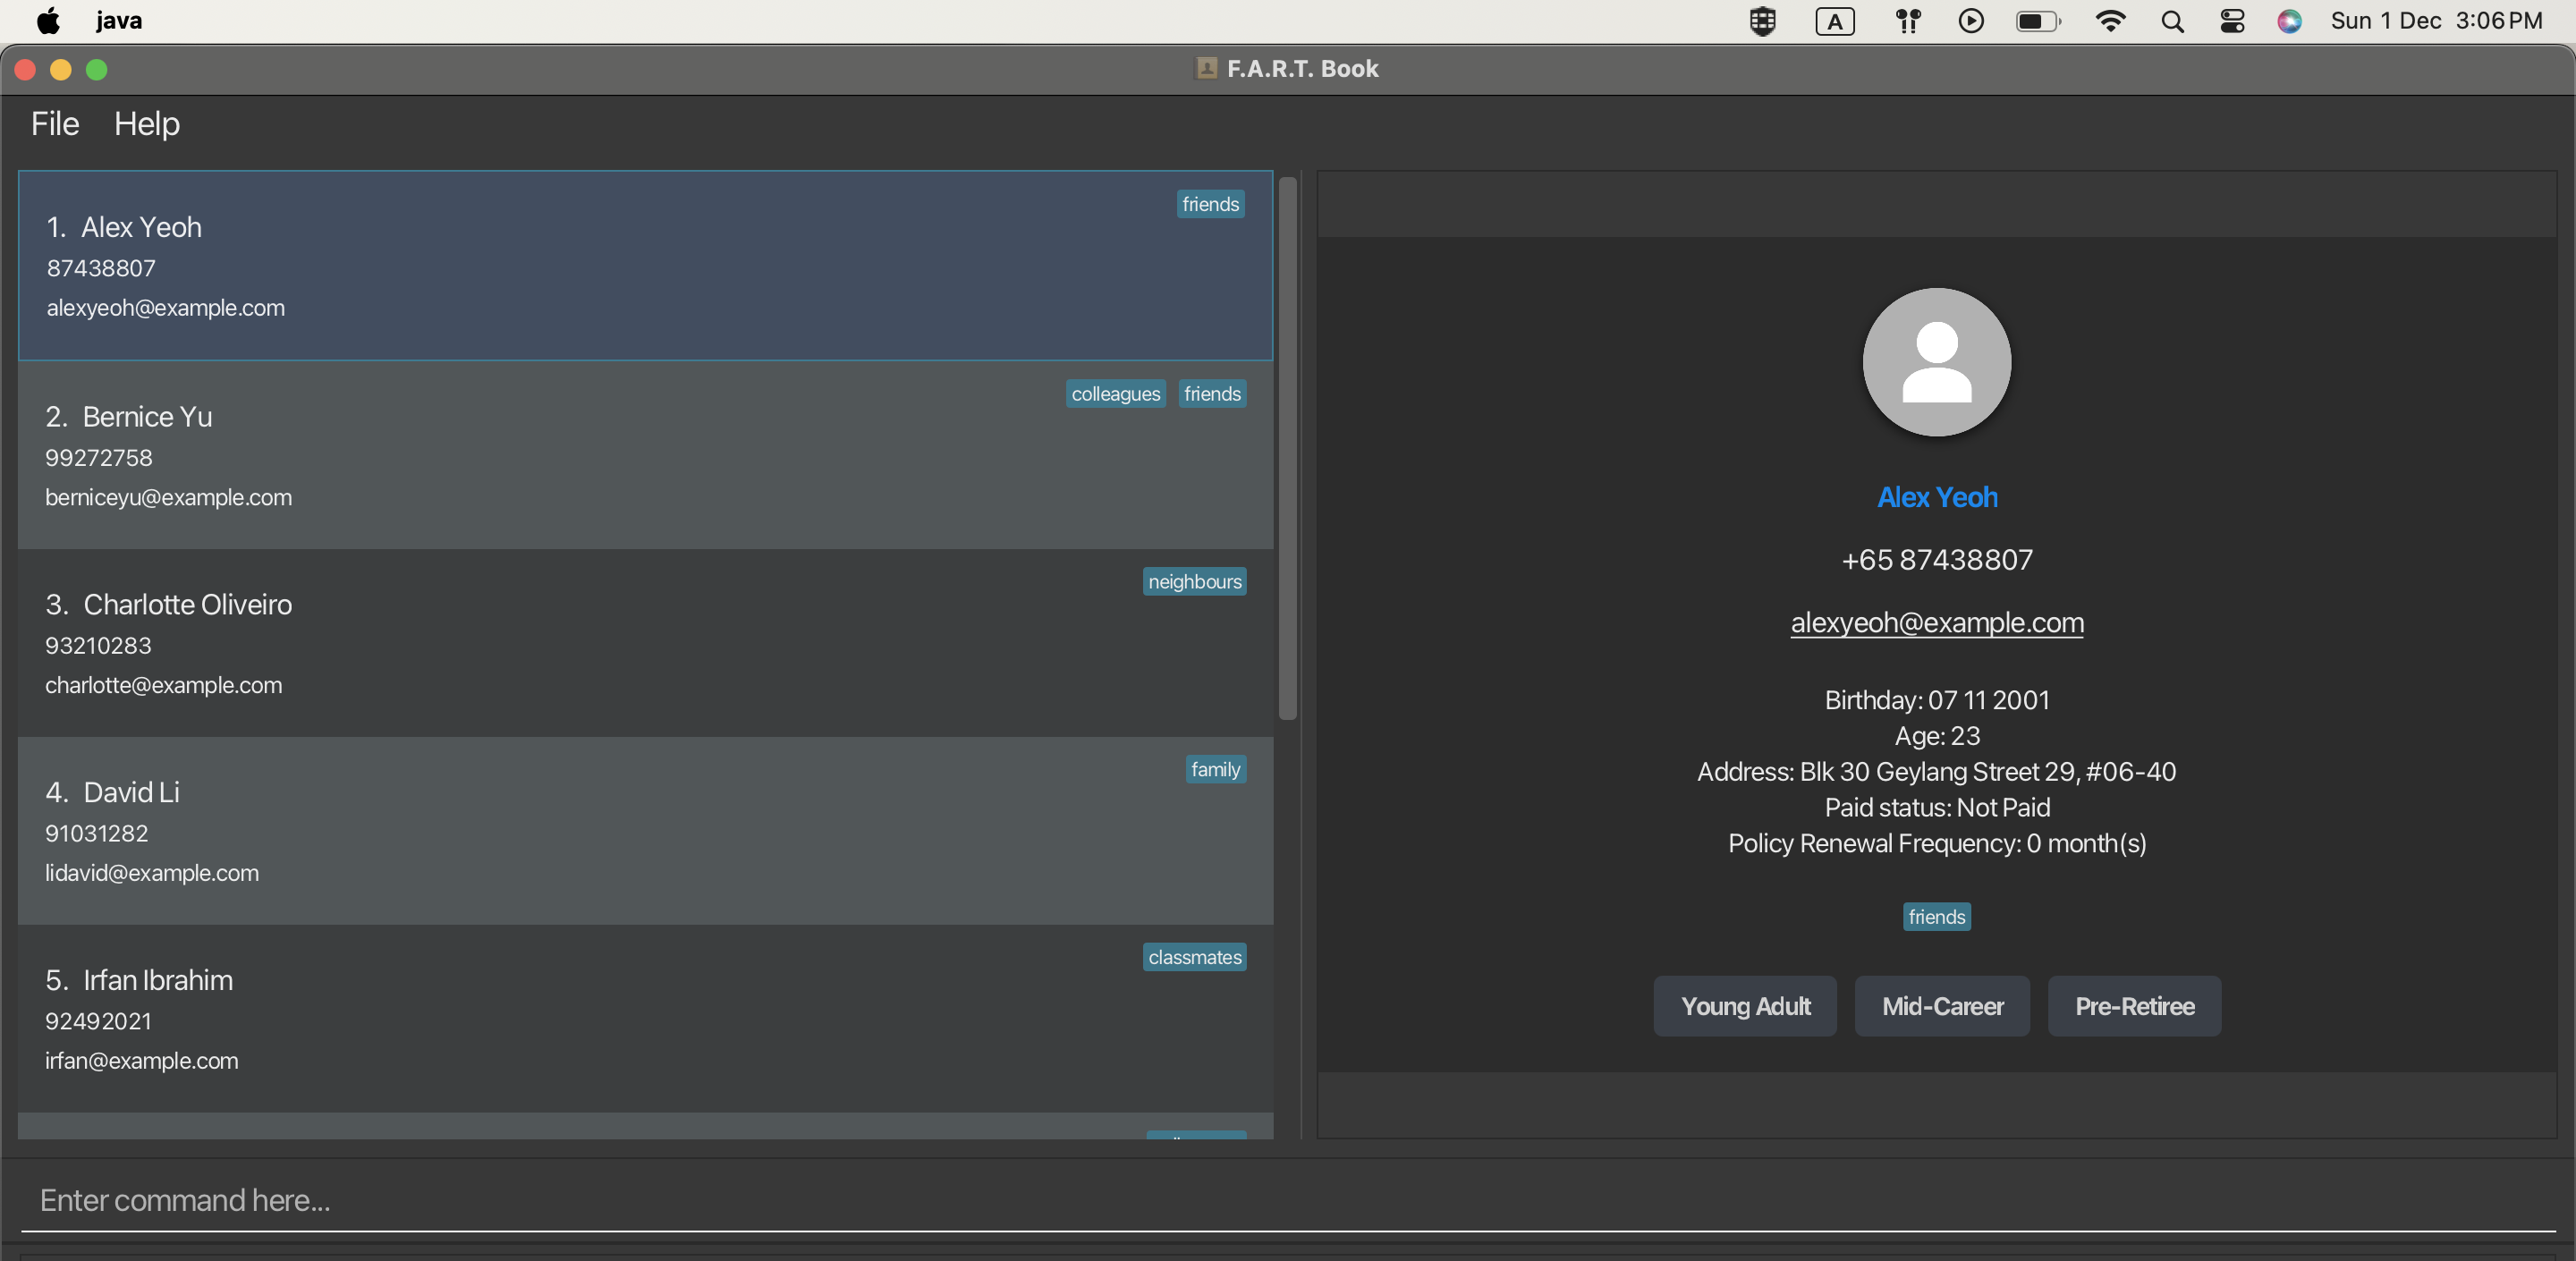 java
A
Sun 1 Dec 3:06 PM
F.A.R.T. Book
File Help
friends
1. Alex Yeoh
87438807
alexyeoh@example.com
colleagues friends
2. Bernice Yu
99272758
berniceyu@example.com
neighbours
3. Charlotte Oliveiro
93210283
charlotte@example.com
family
4. David Li
91031282
lidavid@example.com
classmates
5. Irfan Ibrahim
92492021
irfan@example.com
Alex Yeoh
+65 87438807
alexyeoh@example.com
Birthday: 07 11 2001
Age: 23
Address: Blk 30 Geylang Street 29, #06-40
Paid status: Not Paid
Policy Renewal Frequency: 0 month(s)
friends
Young Adult Mid-Career Pre-Retiree
Enter command here...